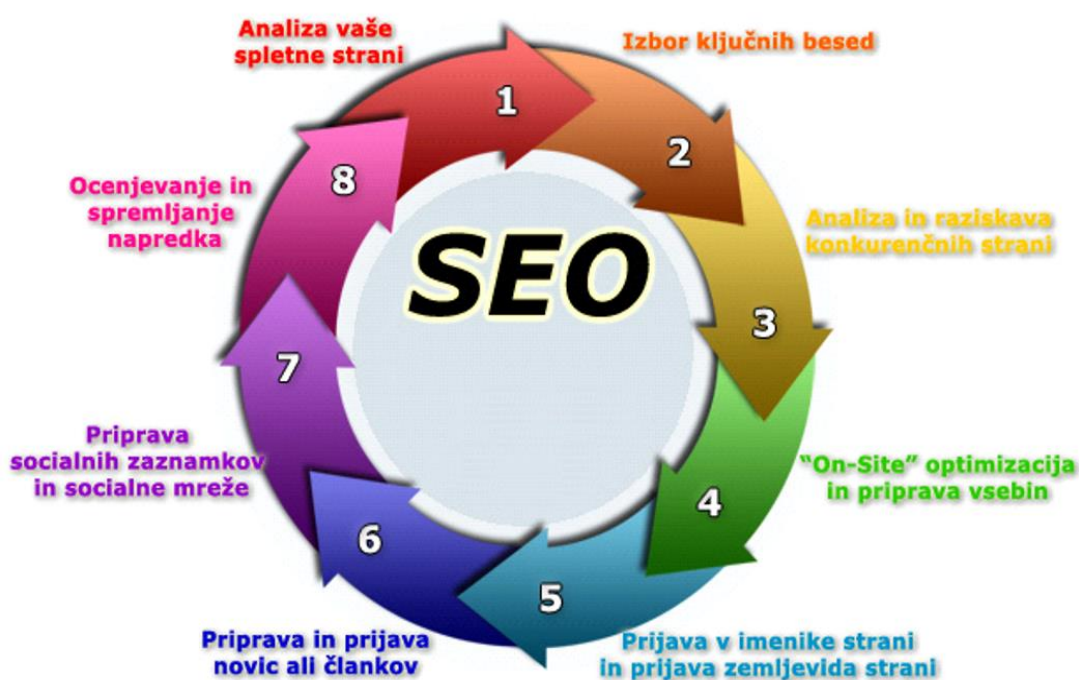 Analiza vaše
spletne strani
1
Izbor ključnih besed
2
Analiza in raziskava
konkurenčnih strani
3
“On-Site” optimizacija
in priprava vsebin
4
Prijava v imenike strani
in prijava zemljevida strani
5
Priprava in prijava
novic ali člankov
6
Priprava
socialnih zaznamkov
in socialne mreže
7
Ocenjevanje in
spremljanje
napredka
8
SEO